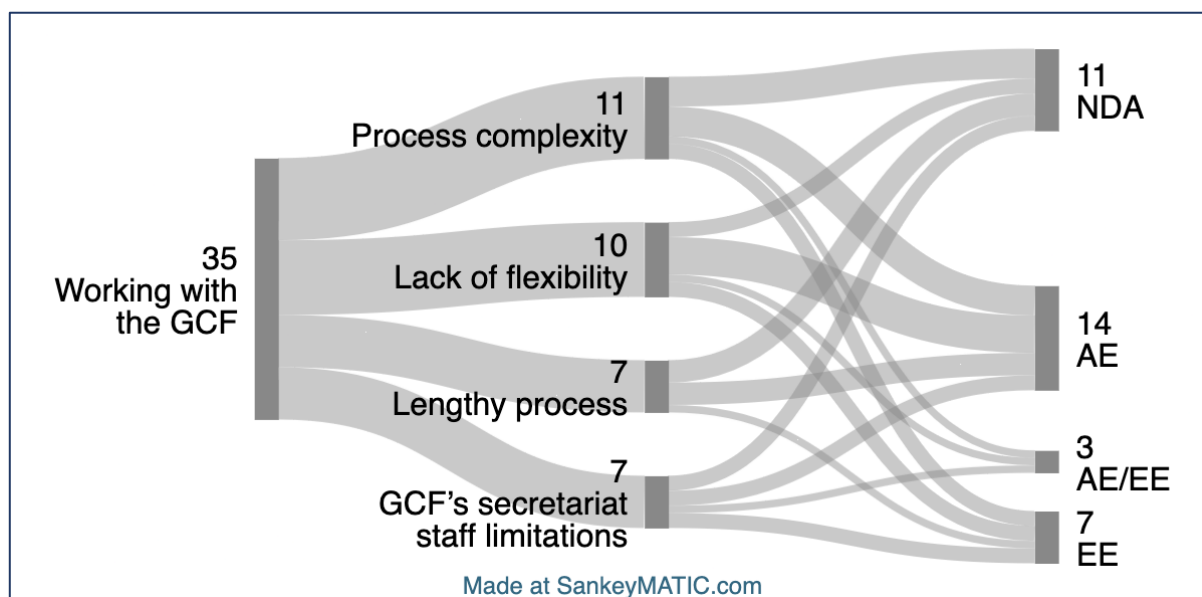 35
Working with
the GCF
11
Process complexity
10
Lack of flexibility
7
Lengthy process
7
GCF’s secretariat
staff limitations
11
NDA
14
AE
3
AE/EE
7
EE
Made at SankeyMATIC.com